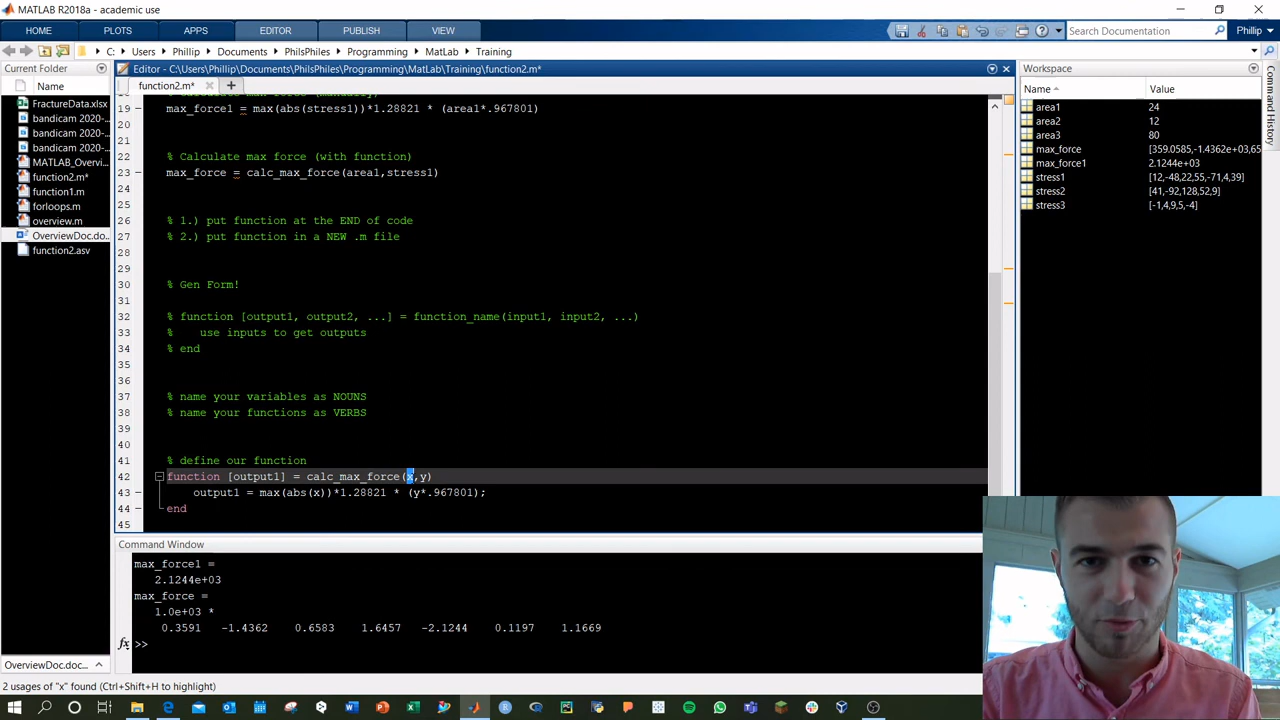 MATLAB R2018a - academic use
HOME PLOTS APPS EDITOR PUBLISH VIEW
Search Documentation
Phillip
C: Users Phillip Documents PhilsPhiles Programming MatLab Training
Current Folder
Name
FractureData.xlsx
bandicam 2020-...
bandicam 2020-...
bandicam 2020-...
MATLAB_Overvi...
function2.m*
function1.m
forloops.m
overview.m
OverviewDoc.do...
function2.asv
OverviewDoc.doc...
Editor - C:\Users\Phillip\Documents\PhilsPhiles\Programming\MatLab\Training\function2.m*
function2.m*
19 max_force1 = max(abs(stress1))*1.28821 * (area1*.967801)
20
21
22 % Calculate max force (with function)
23 max_force = calc_max_force(area1,stress1)
24
25
26 % 1.) put function at the END of code
27 % 2.) put function in a NEW .m file
28
29
30 % Gen Form!
31
32 % function [output1, output2, ...] = function_name(input1, input2, ...)
33 % use inputs to get outputs
34 % end
35
36
37 % name your variables as NOUNS
38 % name your functions as VERBS
39
40
41 % define our function
42 function [output1] = calc_max_force(x,y)
43 output1 = max(abs(x))*1.28821 * (y*.967801);
44 end
45
Command Window
max_force1 =
2.1244e+03
max_force =
1.0e+03 *
0.3591 -1.4362 0.6583 1.6457 -2.1244 0.1197 1.1669
fx >>
Workspace
Name Value
area1 24
area2 12
area3 80
max_force [359.0585,-1.4362e+03,65
max_force1 2.1244e+03
stress1 [12,-48,22,55,-71,4,39]
stress2 [41,-92,128,52,9]
stress3 [-1,4,9,5,-4]
Command History
2 usages of "x" found (Ctrl+Shift+H to highlight)